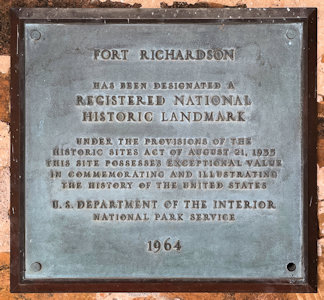 FORT RICHARDSON
HAS BEEN DESIGNATED A
REGISTERED NATIONAL
HISTORIC LANDMARK
UNDER THE PROVISIONS OF THE
HISTORIC SITES ACT OF AUGUST 21, 1935
THIS SITE POSSESSES EXCEPTIONAL VALUE
IN COMMEMORATING AND ILLUSTRATING
THE HISTORY OF THE UNITED STATES
U.S. DEPARTMENT OF THE INTERIOR
NATIONAL PARK SERVICE
1964